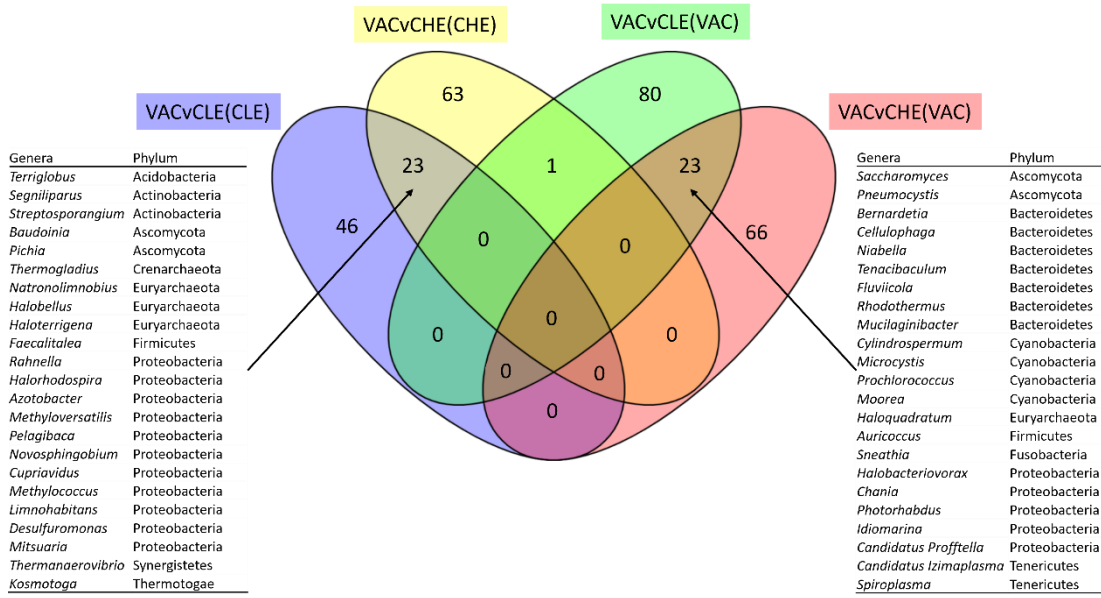 VACvCHE(CHE)
VACvCLE(VAC)
VACvCLE(CLE)
VACvCHE(VAC)
63
80
23
1
23
46
0
0
66
0
0
0
0
0
0
Genera Phylum
Terriglobus Acidobacteria
Segniliparus Actinobacteria
Streptosporangium Actinobacteria
Baudoinia Ascomycota
Pichia Ascomycota
Thermogladius Crenarchaeota
Natronolimnobius Euryarchaeota
Halobellus Euryarchaeota
Haloterrigena Euryarchaeota
Faecalitalea Firmicutes
Rahnella Proteobacteria
Halorhodospira Proteobacteria
Azotobacter Proteobacteria
Methyloversatilis Proteobacteria
Pelagibaca Proteobacteria
Novosphingobium Proteobacteria
Cupriavidus Proteobacteria
Methylococcus Proteobacteria
Limnohabitans Proteobacteria
Desulfuromonas Proteobacteria
Mitsuaria Proteobacteria
Thermanaerovibrio Synergistetes
Kosmotoga Thermotogae
Genera Phylum
Saccharomyces Ascomycota
Pneumocystis Ascomycota
Bernardetia Bacteroidetes
Cellulophaga Bacteroidetes
Niabella Bacteroidetes
Tenacibaculum Bacteroidetes
Fluviicola Bacteroidetes
Rhodothermus Bacteroidetes
Mucilaginibacter Bacteroidetes
Cylindrospermum Cyanobacteria
Microcystis Cyanobacteria
Prochlorococcus Cyanobacteria
Moorea Cyanobacteria
Haloquadratum Euryarchaeota
Auricoccus Firmicutes
Sneathia Fusobacteria
Halobacteriovorax Proteobacteria
Chania Proteobacteria
Photorhabdus Proteobacteria
Idiomarina Proteobacteria
Candidatus Profftella Proteobacteria
Candidatus Izimaplasma Tenericutes
Spiroplasma Tenericutes